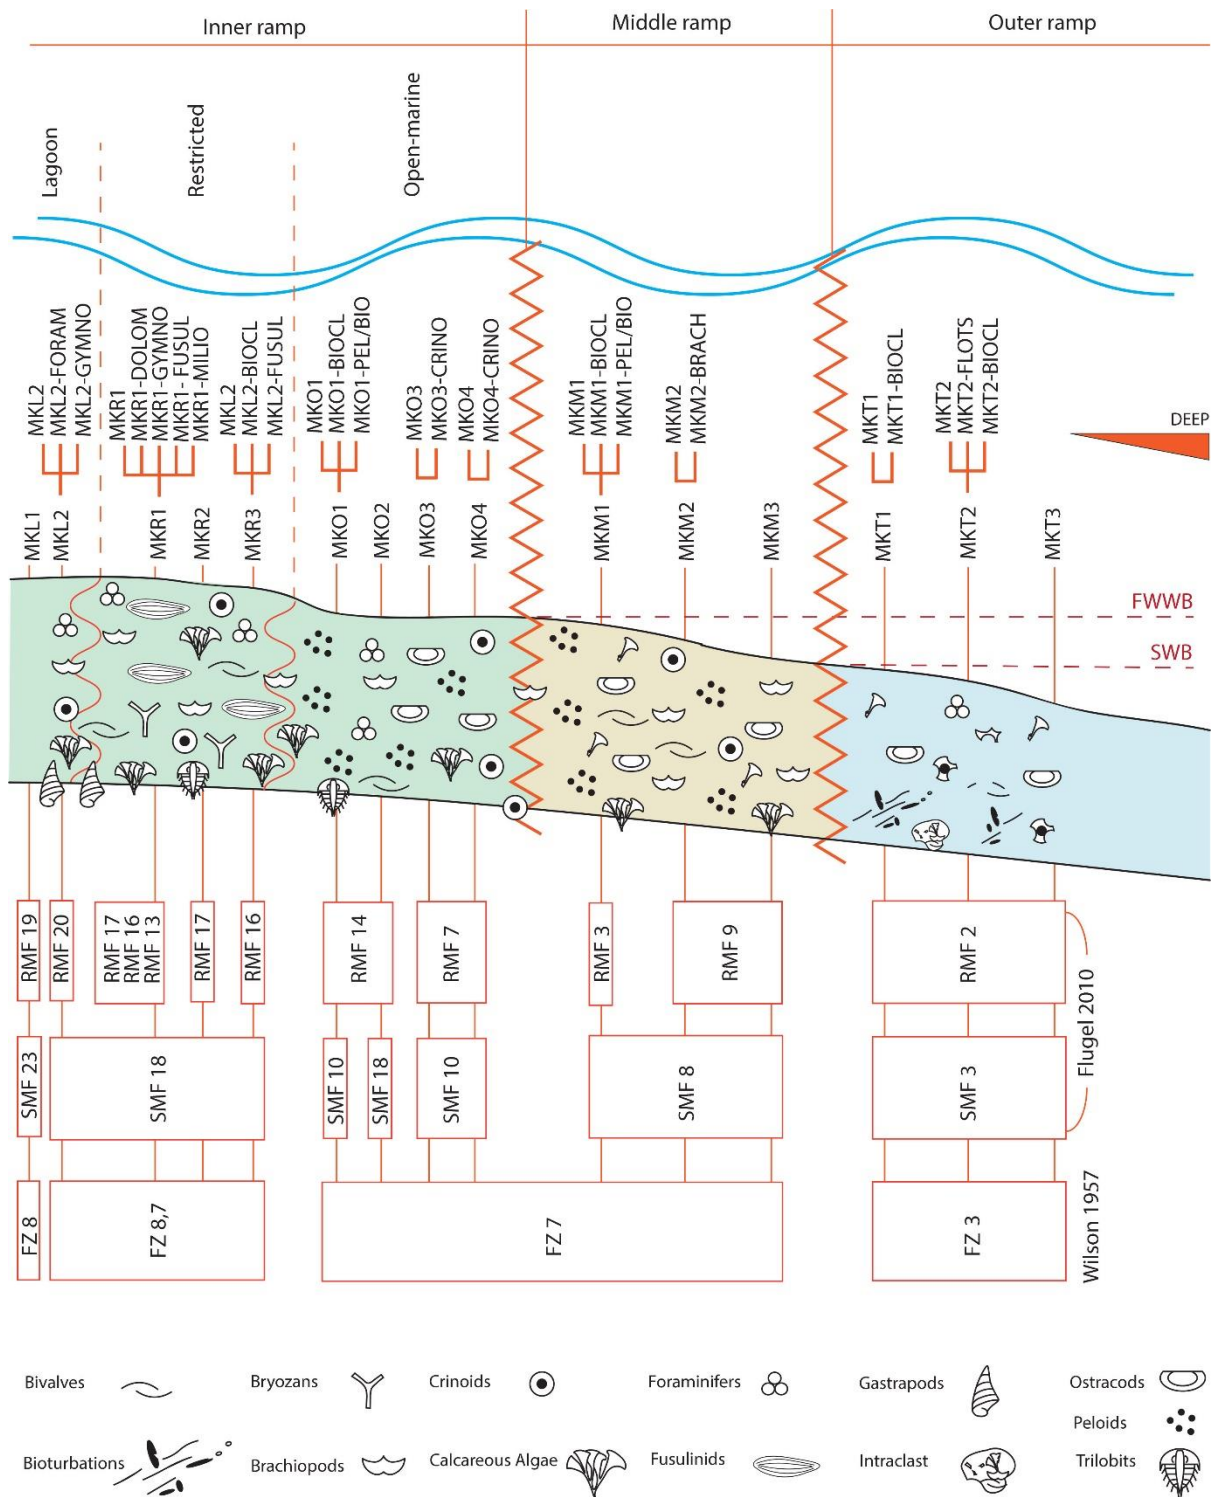 Inner ramp
Middle ramp
Outer ramp
Lagoon
Restricted
Open-marine
MKL2
MKL2-FORAM
MKL2-GYMNO
MKR1
MKR1-DOLOM
MKR1-GYMNO
MKR1- FUSUL
MKR1-MILIO
MKL2
MKL2-BIOCL
MKL2-FUSUL
MKO1
MKO1-BIOCL
MKO1-PEL/BIO
MKO3
MKO3-CRINO
MKO4
MKO4-CRINO
MKM1
MKM1-BIOCL
MKM1-PEL/BIO
MKM2
MKM2-BRACH
MKT1
MKT1-BIOCL
MKT2
MKT2-FLOTS
MKT2-BIOCL
DEEP
MKL1
MKL2
MKR1
MKR2
MKR3
MKO1
MKO2
MKO3
MKO4
MKM1
MKM2
MKM3
MKT1
MKT2
MKT3
FWWB
SWB
RMF 19
RMF 20
RMF 17
RMF 16
RMF 13
RMF 17
RMF 16
RMF 14
RMF 7
RMF 3
RMF 9
RMF 2
SMF 23
SMF 18
SMF 10
SMF 18
SMF 10
SMF 8
SMF 3
Flugel 2010
FZ 8
FZ 8,7
FZ 7
FZ 3
Wilson 1957
Bivalves
Bryozans
Crinoids
Foraminifers
Gastrapods
Ostracods
Peloids
Bioturbations
Brachiopods
Calcareous Algae
Fusulinids
Intraclast
Trilobits